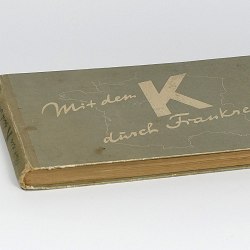 Mit dem K
durch Frankre